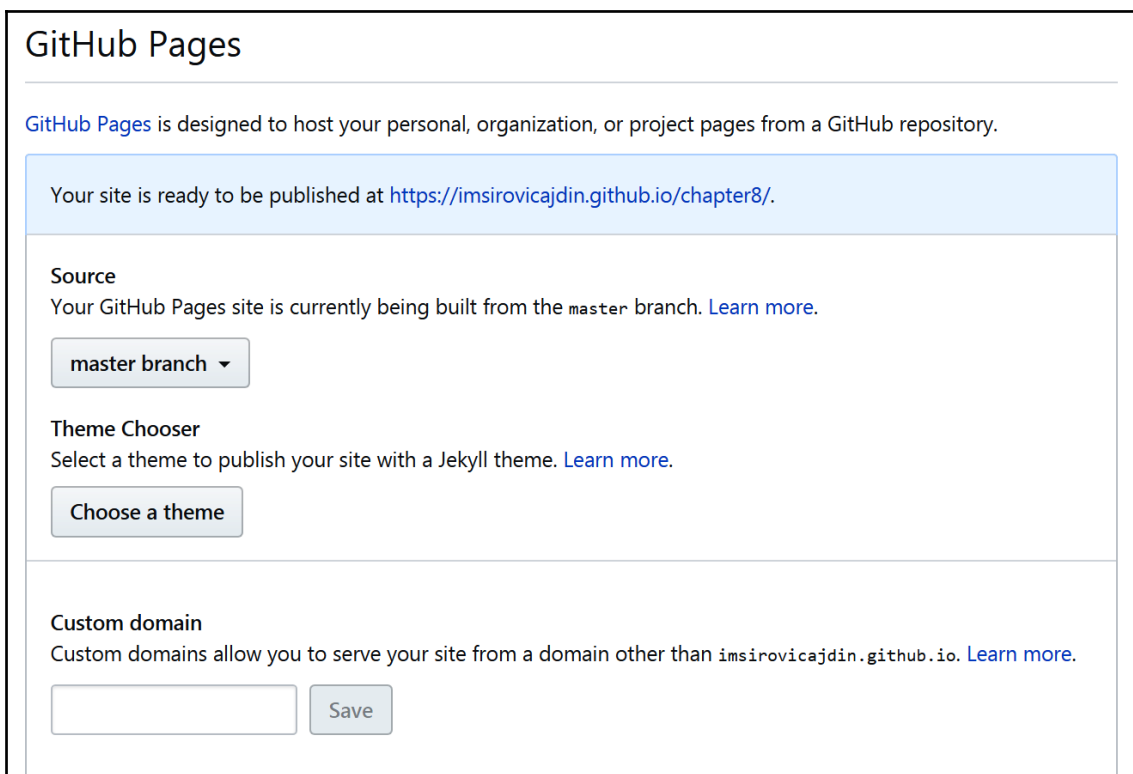 GitHub Pages
GitHub Pages is designed to host your personal, organization, or project pages from a GitHub repository.
Your site is ready to be published at https://imsirovicajdin.github.io/chapter8/.
Source
Your GitHub Pages site is currently being built from the master branch. Learn more.
master branch
Theme Chooser
Select a theme to publish your site with a Jekyll theme. Learn more.
Choose a theme
Custom domain
Custom domains allow you to serve your site from a domain other than imsirovicajdin.github.io. Learn more.
Save